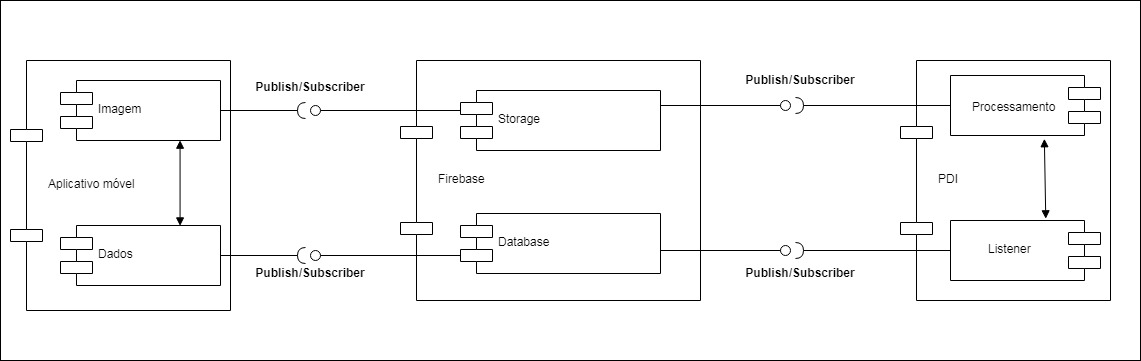 Publish/Subscriber
Publish/Subscriber
Imagem
Storage
Processamento
Aplicativo móvel
Firebase
PDI
Dados
Database
Listener
Publish/Subscriber
Publish/Subscriber